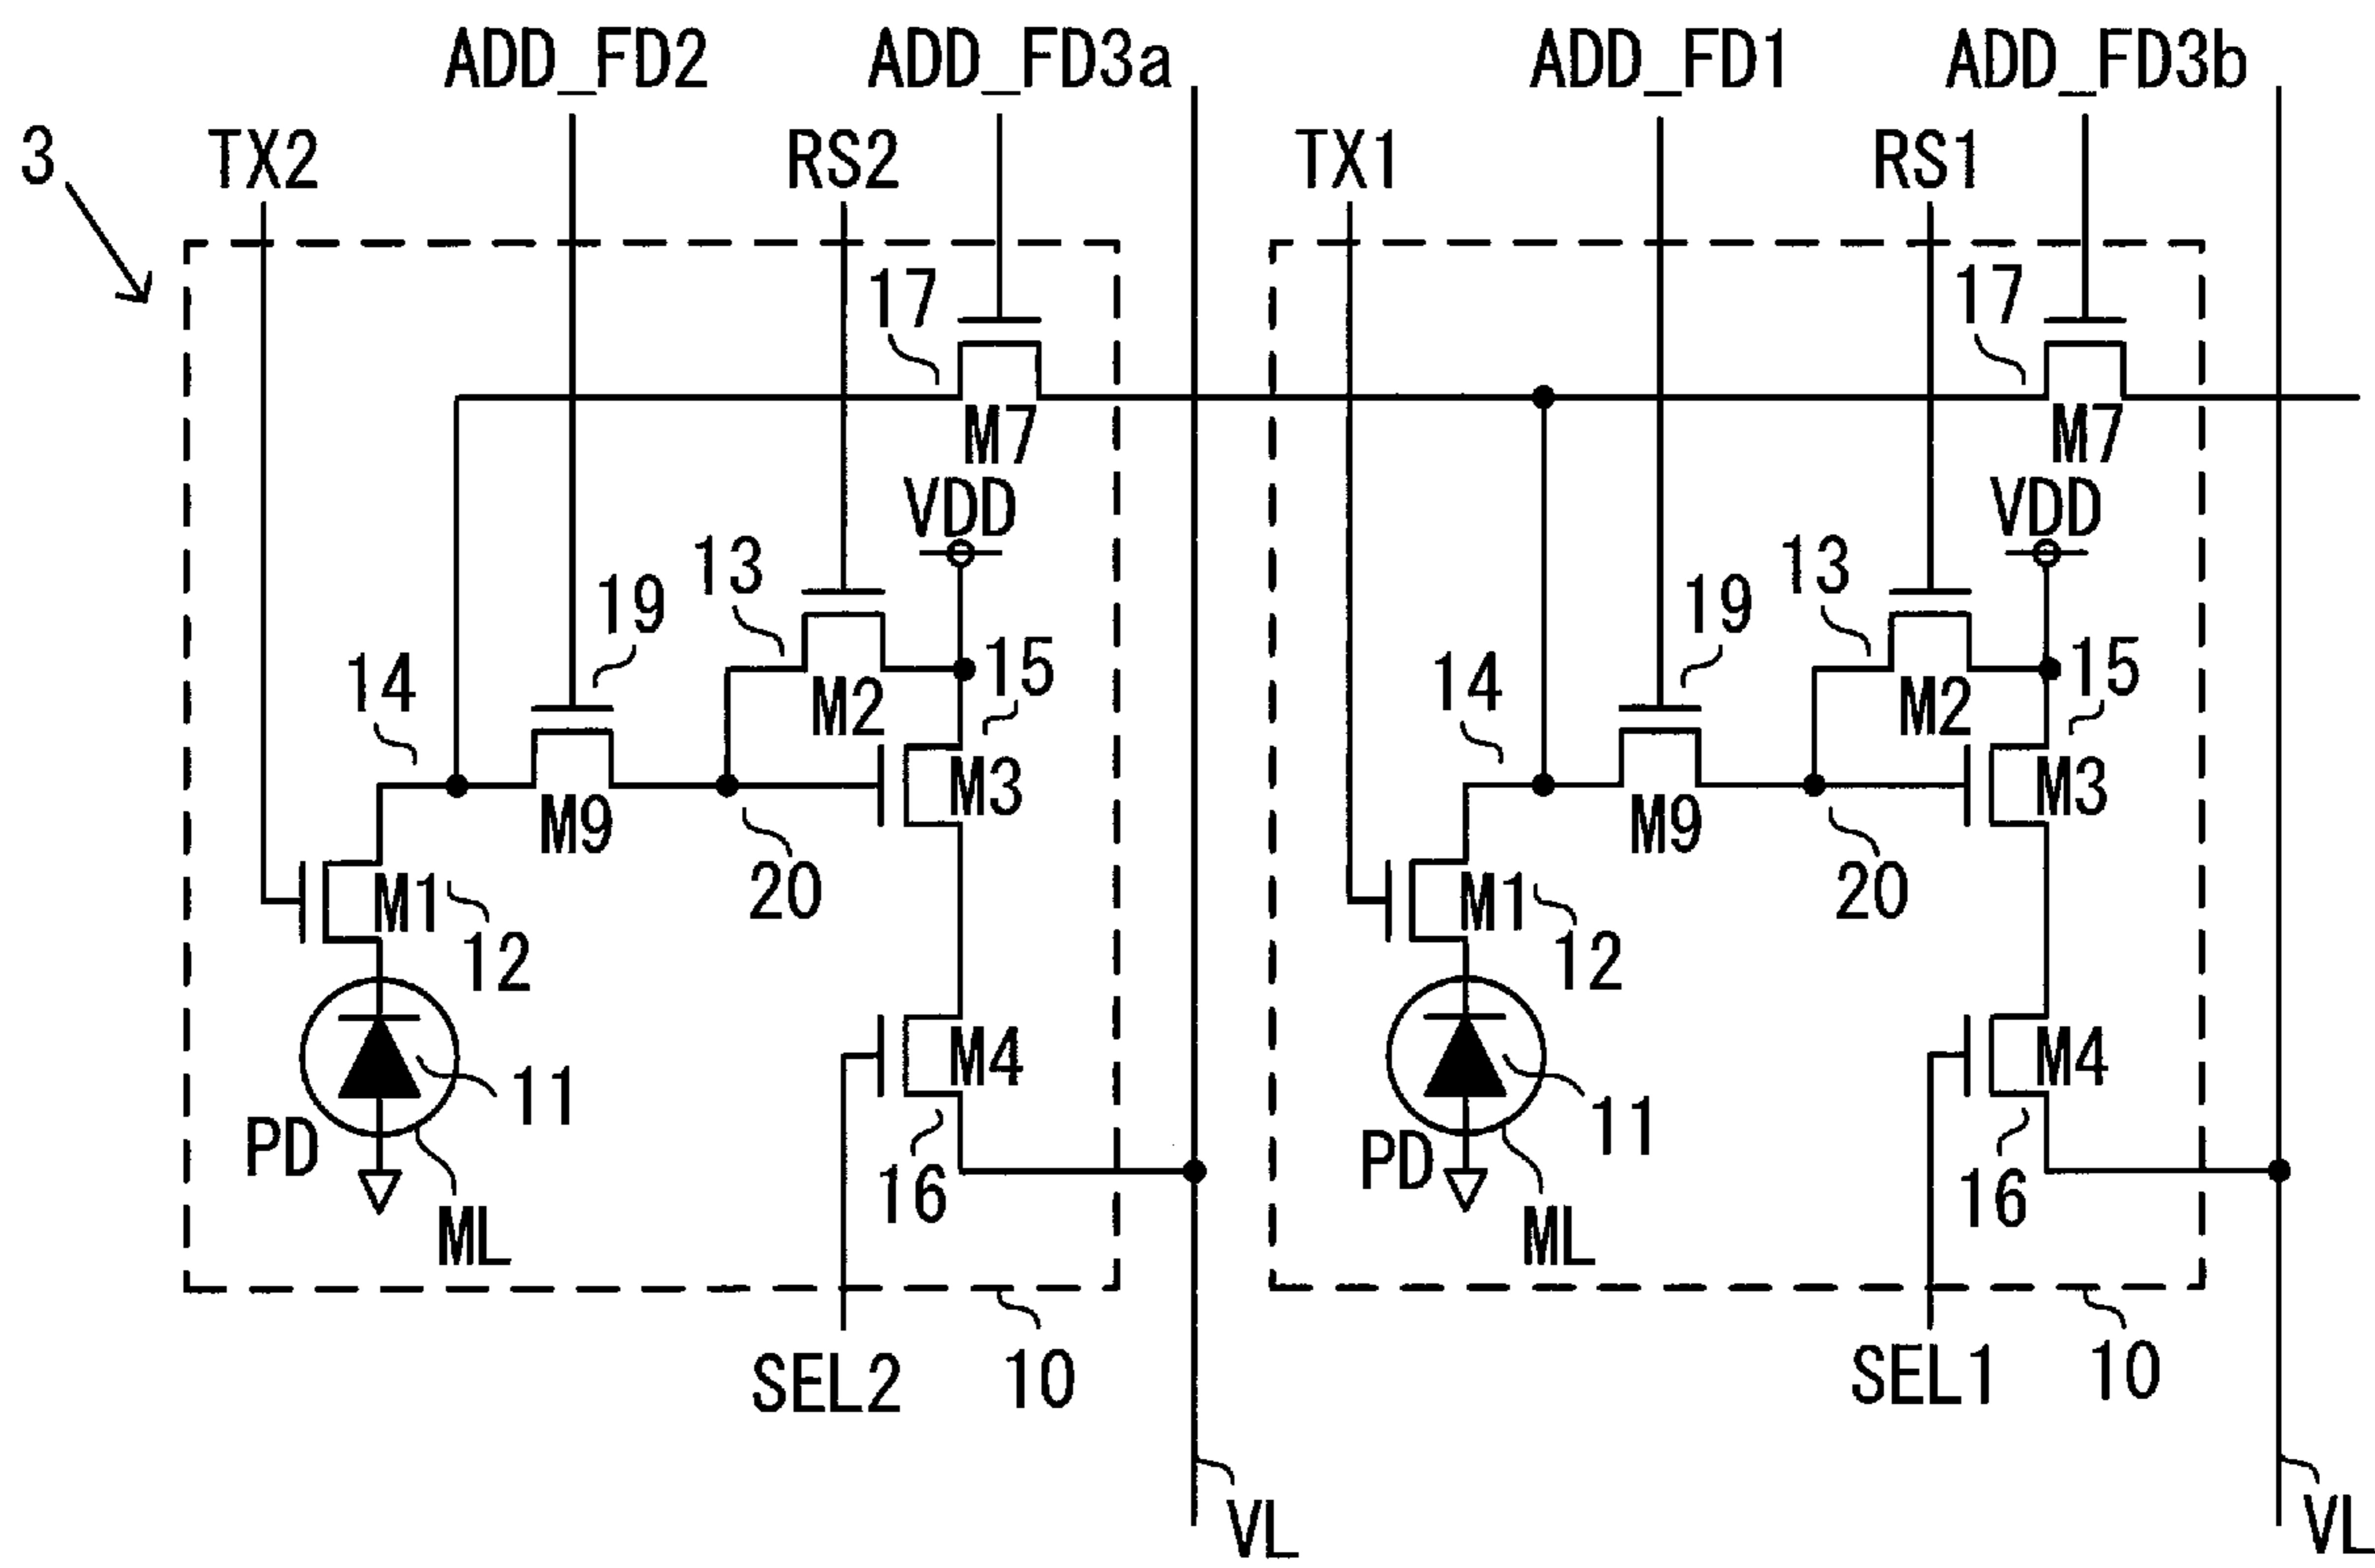 ADD_FD2 ADD_FD3a ADD_FD1 ADD_FD3b
3 TX2 RS2 TX1 RS1
17 17
M7 M7
VDD VDD
13 13
19 19
15 15
14 14
M2 M2
M3 M3
M9 M9
20 20
M1 M1
12 12
M4 M4
11 11
PD PD
16 16
ML ML
SEL2 10 SEL1 10
VL VL